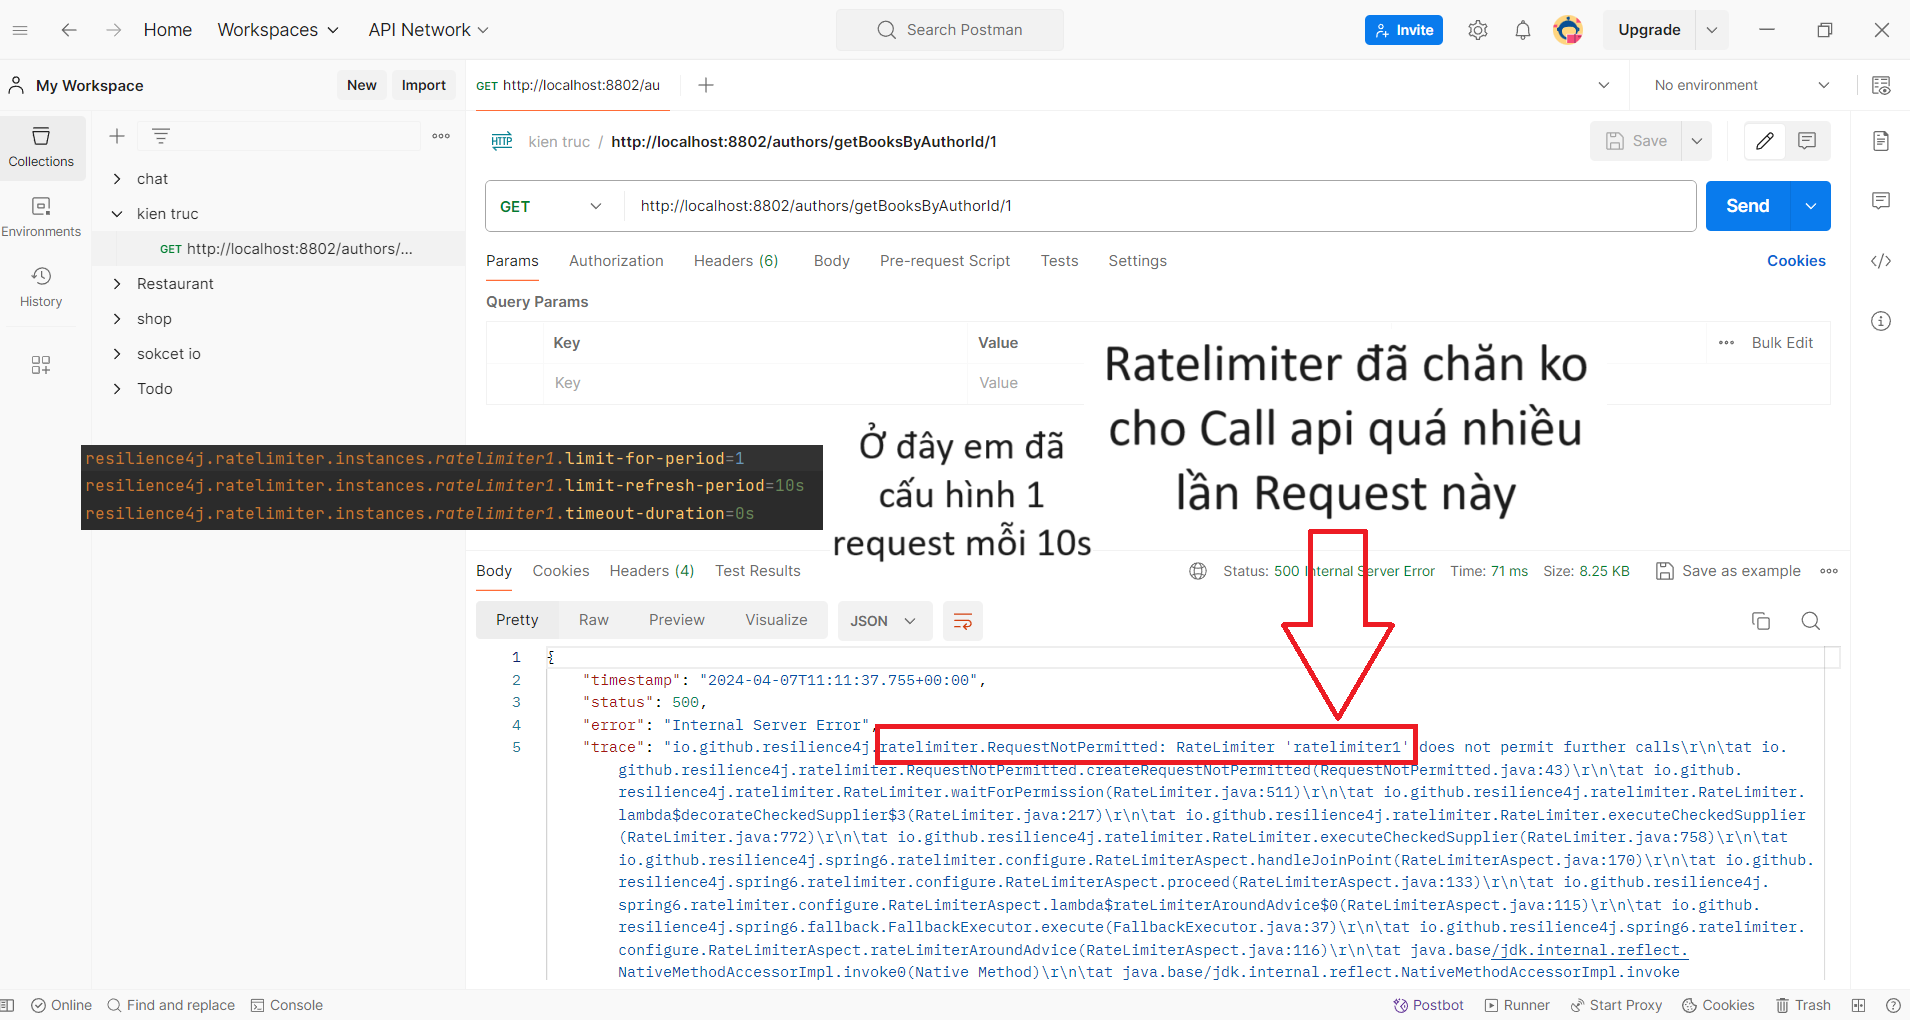 Home
Workspaces
API Network
Search Postman
Invite
Upgrade
My Workspace
New
Import
GET http://localhost:8802/au
No environment
Collections
Environments
History
chat
kien truc
GET http://localhost:8802/authors/...
Restaurant
shop
sokcet io
Todo
HTTP
kien truc / http://localhost:8802/authors/getBooksByAuthorId/1
Save
GET
http://localhost:8802/authors/getBooksByAuthorId/1
Send
Params
Authorization
Headers (6)
Body
Pre-request Script
Tests
Settings
Cookies
Query Params
Key
Value
Bulk Edit
Key
Value
Ratelimiter đã chăn ko
cho Call api quá nhiều
lần Request này
Ở đây em đã
cấu hình 1
request mỗi 10s
resilience4j.ratelimiter.instances.ratelimiter1.limit-for-period=1
resilience4j.ratelimiter.instances.rateLimiter1.limit-refresh-period=10s
resilience4j.ratelimiter.instances.ratelimiter1.timeout-duration=0s
Body
Cookies
Headers (4)
Test Results
Status: 500 Internal Server Error
Time: 71 ms
Size: 8.25 KB
Save as example
Pretty
Raw
Preview
Visualize
JSON
1 {
2 "timestamp": "2024-04-07T11:11:37.755+00:00",
3 "status": 500,
4 "error": "Internal Server Error",
5 "trace": "io.github.resilience4j.ratelimiter.RequestNotPermitted: RateLimiter 'ratelimiter1' does not permit further calls\r\n\tat io.
github.resilience4j.ratelimiter.RequestNotPermitted.createRequestNotPermitted(RequestNotPermitted.java:43)\r\n\tat io.github.
resilience4j.ratelimiter.RateLimiter.waitForPermission(RateLimiter.java:511)\r\n\tat io.github.resilience4j.ratelimiter.RateLimiter.
lambda$decorateCheckedSupplier$3(RateLimiter.java:217)\r\n\tat io.github.resilience4j.ratelimiter.RateLimiter.executeCheckedSupplier
(RateLimiter.java:772)\r\n\tat io.github.resilience4j.ratelimiter.RateLimiter.executeCheckedSupplier(RateLimiter.java:758)\r\n\tat
io.github.resilience4j.spring6.ratelimiter.configure.RateLimiterAspect.handleJoinPoint(RateLimiterAspect.java:170)\r\n\tat io.github.
resilience4j.spring6.ratelimiter.configure.RateLimiterAspect.proceed(RateLimiterAspect.java:133)\r\n\tat io.github.resilience4j.
spring6.ratelimiter.configure.RateLimiterAspect.lambda$rateLimiterAroundAdvice$0(RateLimiterAspect.java:115)\r\n\tat io.github.
resilience4j.spring6.fallback.FallbackExecutor.execute(FallbackExecutor.java:37)\r\n\tat io.github.resilience4j.spring6.ratelimiter.
configure.RateLimiterAspect.rateLimiterAroundAdvice(RateLimiterAspect.java:116)\r\n\tat java.base/jdk.internal.reflect.
NativeMethodAccessorImpl.invoke0(Native Method)\r\n\tat java.base/jdk.internal.reflect.NativeMethodAccessorImpl.invoke
Online
Find and replace
Console
Postbot
Runner
Start Proxy
Cookies
Trash